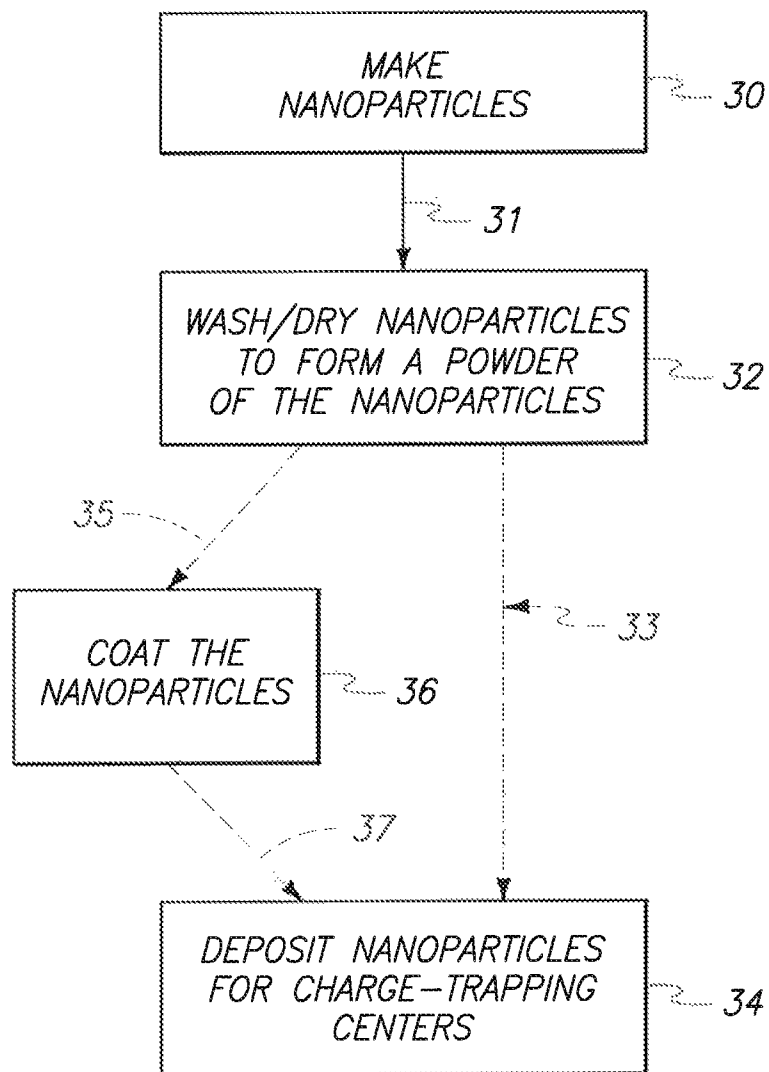 MAKE
NANOPARTICLES
30
31
WASH/DRY NANOPARTICLES
TO FORM A POWDER
OF THE NANOPARTICLES
32
35
33
COAT THE
NANOPARTICLES
36
37
DEPOSIT NANOPARTICLES
FOR CHARGE-TRAPPING
CENTERS
34